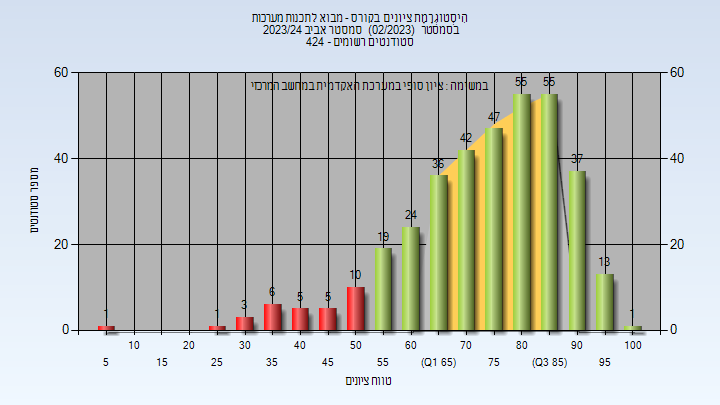 היסטוגרמת ציונים בקורס - מבוא לתכנות מערכות
בסמסטר (02/2023) סמסטר אביב 2023/24
סטודנטים רשומים - 424
במשימה : ציון סופי במערכת האקדמית במחשב המרכזי
מספר סטודנטים
60
40
20
0
60
40
20
0
1 1 3 6 5 5 10 19 24 36 42 47 55 55 37 13 1
10 20 30 40 50 60 70 80 90 100
5 15 25 35 45 55 (Q1 65) 75 (Q3 85) 95
טווח ציונים